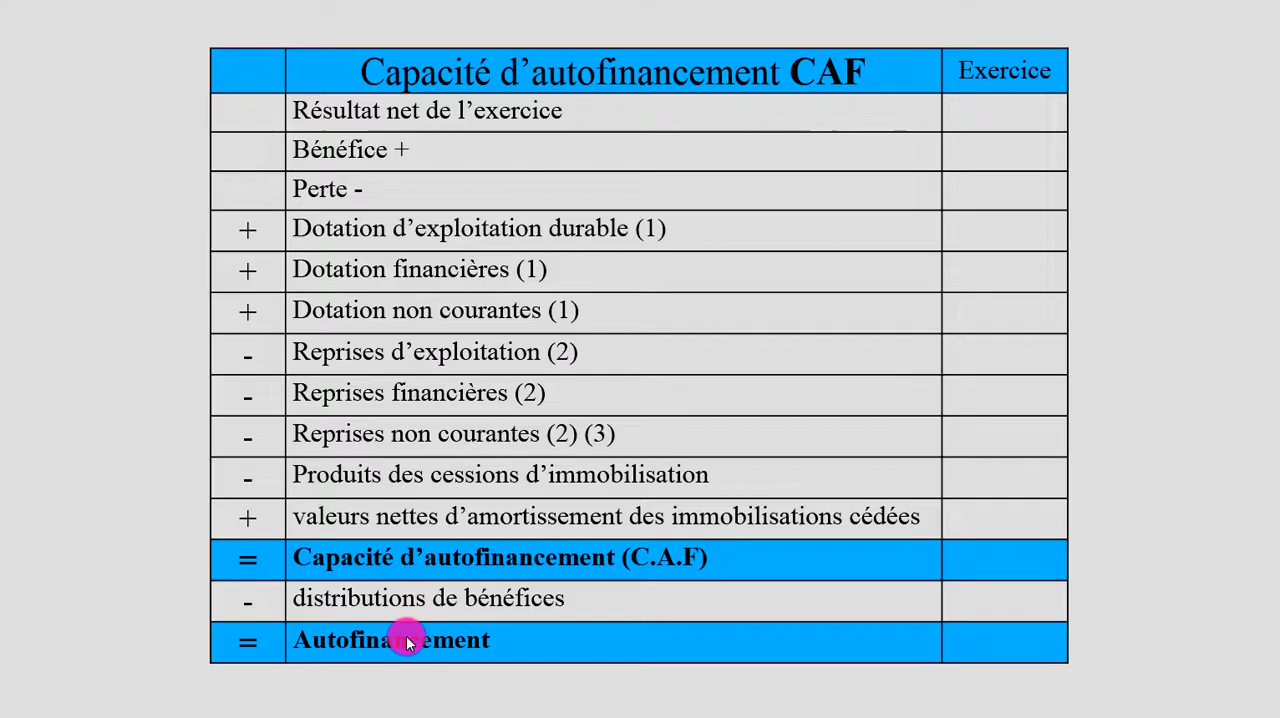 Capacité d’autofinancement CAF Exercice
Résultat net de l’exercice
Bénéfice +
Perte -
+ Dotation d’exploitation durable (1)
+ Dotation financières (1)
+ Dotation non courantes (1)
- Reprises d’exploitation (2)
- Reprises financières (2)
- Reprises non courantes (2) (3)
- Produits des cessions d’immobilisation
+ valeurs nettes d’amortissement des immobilisations cédées
= Capacité d’autofinancement (C.A.F)
- distributions de bénéfices
= Autofinancement